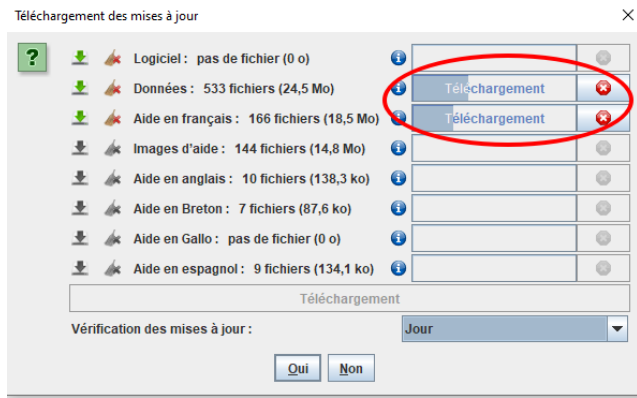 Téléchargement des mises à jour
?
Logiciel : pas de fichier (0 o)
Données : 533 fichiers (24,5 Mo) Téléchargement
Aide en français : 166 fichiers (18,5 Mo) Téléchargement
Images d'aide : 144 fichiers (14,8 Mo)
Aide en anglais : 10 fichiers (138,3 ko)
Aide en Breton : 7 fichiers (87,6 ko)
Aide en Gallo : pas de fichier (0 o)
Aide en espagnol : 9 fichiers (134,1 ko)
Téléchargement
Vérification des mises à jour : Jour
Oui Non